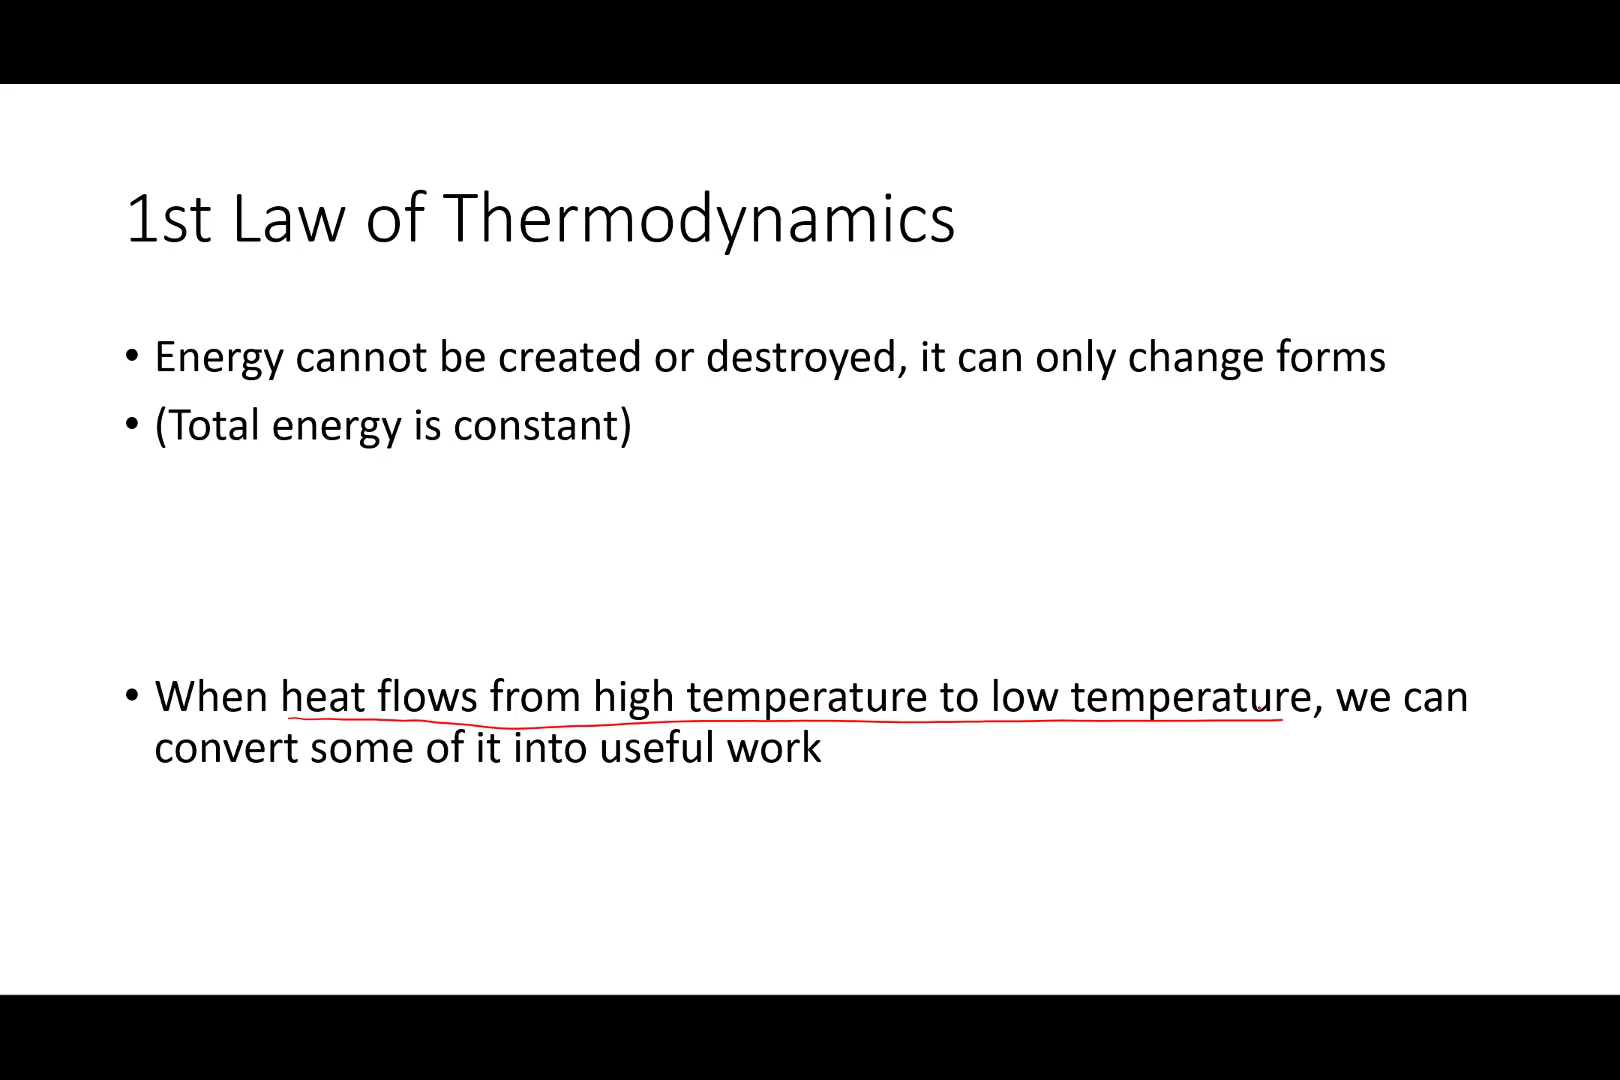 1st Law of Thermodynamics
• Energy cannot be created or destroyed, it can only change forms
• (Total energy is constant)
• When heat flows from high temperature to low temperature, we can
convert some of it into useful work